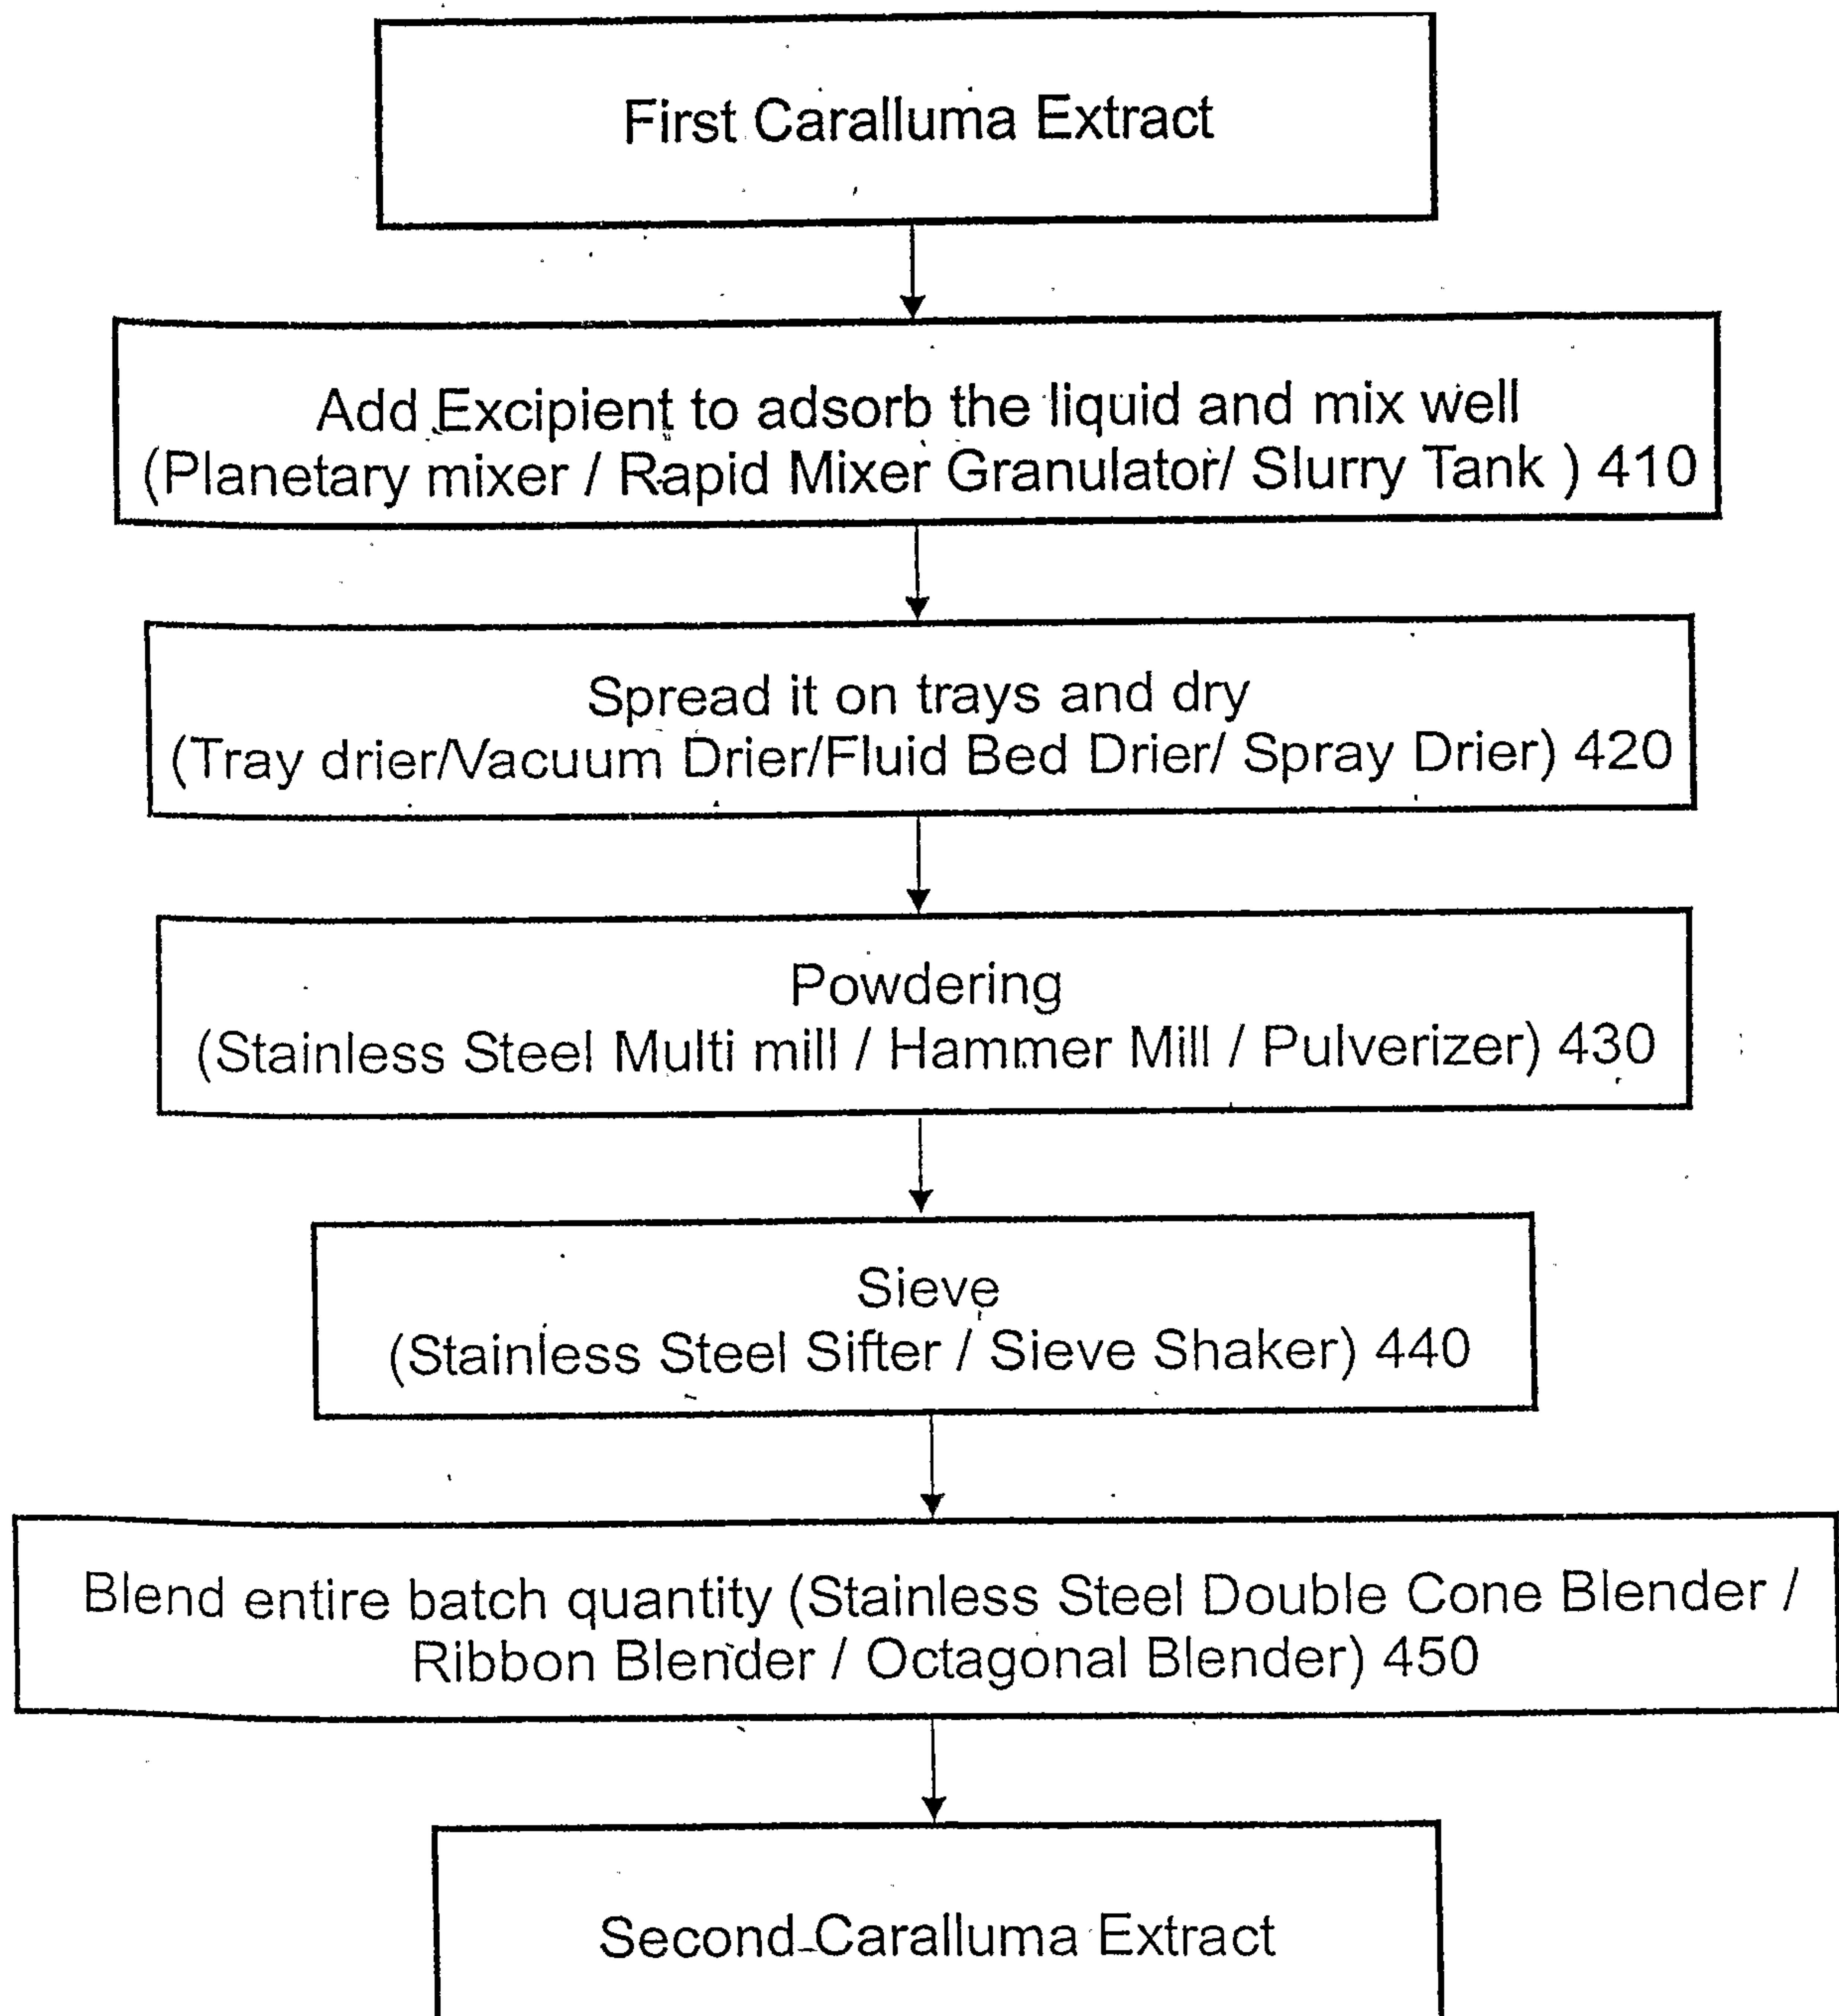 First Caralluma Extract
Add Excipient to adsorb the liquid and mix well
(Planetary mixer / Rapid Mixer Granulator/ Slurry Tank ) 410
Spread it on trays and dry
(Tray drier/Vacuum Drier/Fluid Bed Drier/ Spray Drier) 420
Powdering
(Stainless Steel Multi mill / Hammer Mill / Pulverizer) 430
Sieve
(Stainless Steel Sifter / Sieve Shaker) 440
Blend entire batch quantity (Stainless Steel Double Cone Blender /
Ribbon Blender / Octagonal Blender) 450
Second Caralluma Extract